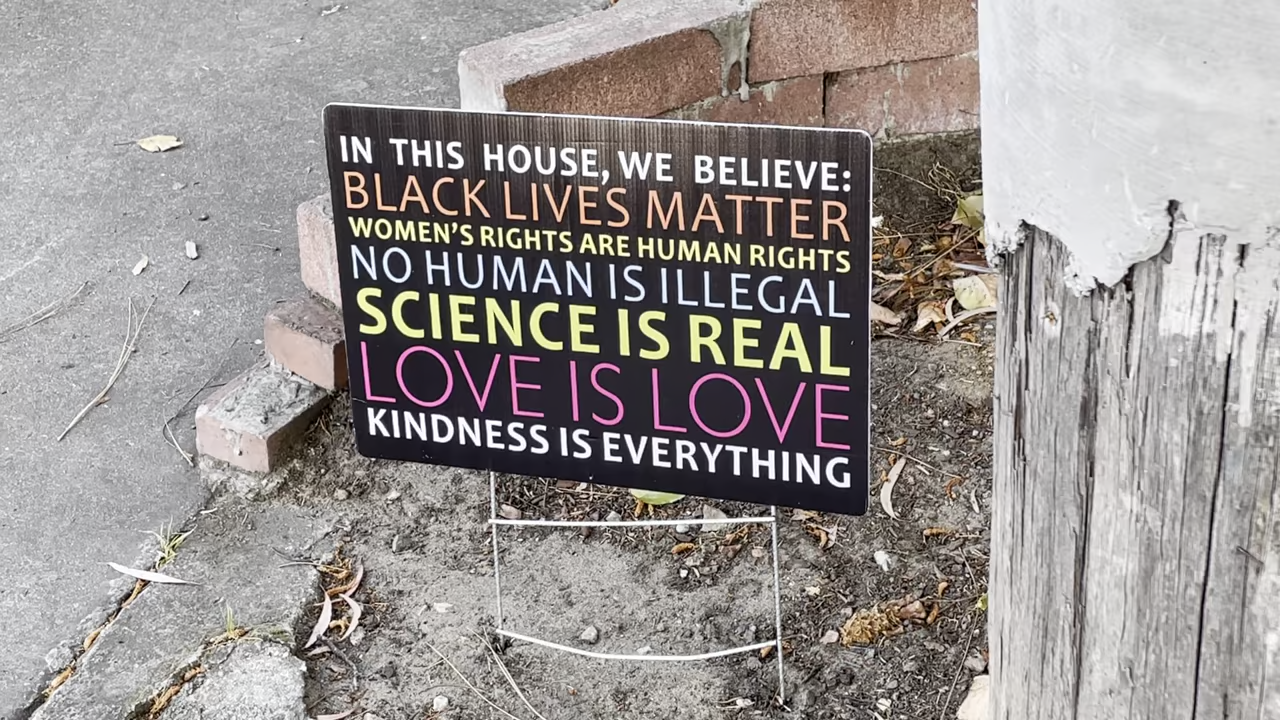 IN THIS HOUSE, WE BELIEVE:
BLACK LIVES MATTER
WOMEN'S RIGHTS ARE HUMAN RIGHTS
NO HUMAN IS ILLEGAL
SCIENCE IS REAL
LOVE IS LOVE
KINDNESS IS EVERYTHING